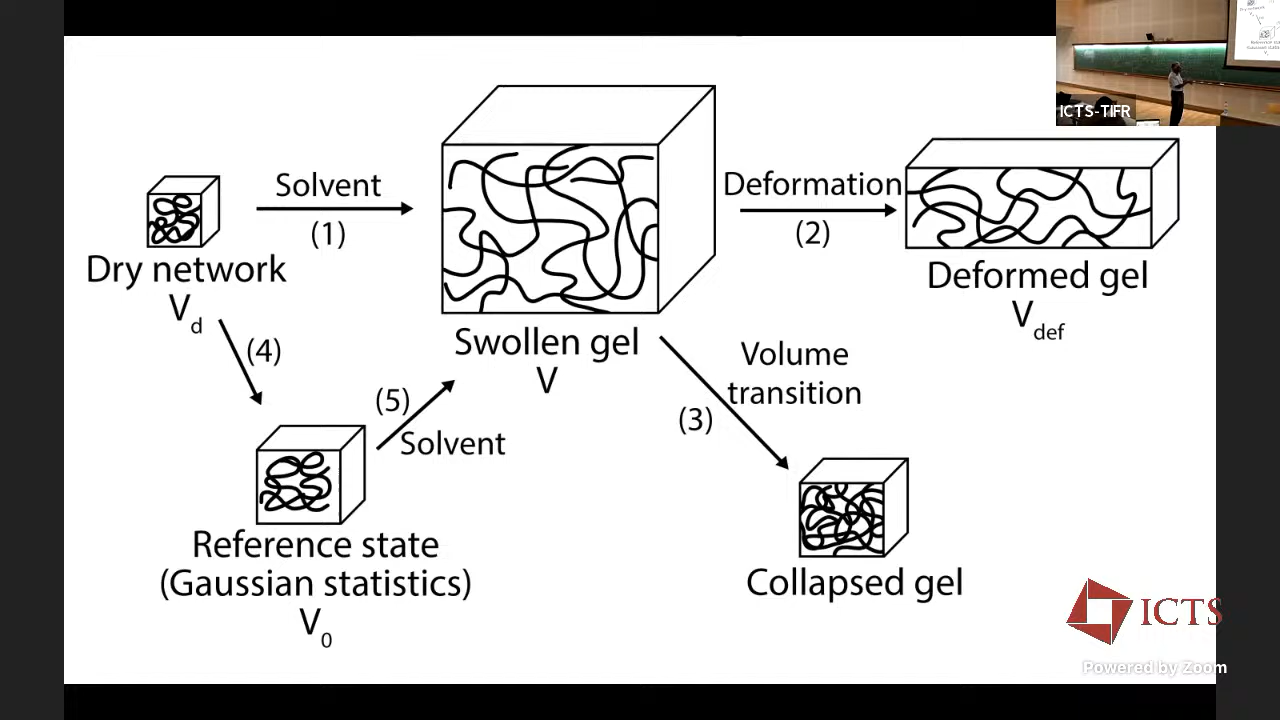 Solvent
(1)
Dry network
V_d
(4)
Swollen gel
V
Deformation
(2)
Deformed gel
V_def
(5)
Solvent
Reference state
(Gaussian statistics)
V_0
Volume
transition
(3)
Collapsed gel
ICTS-TIFR
ICTS
Powered by Zoom